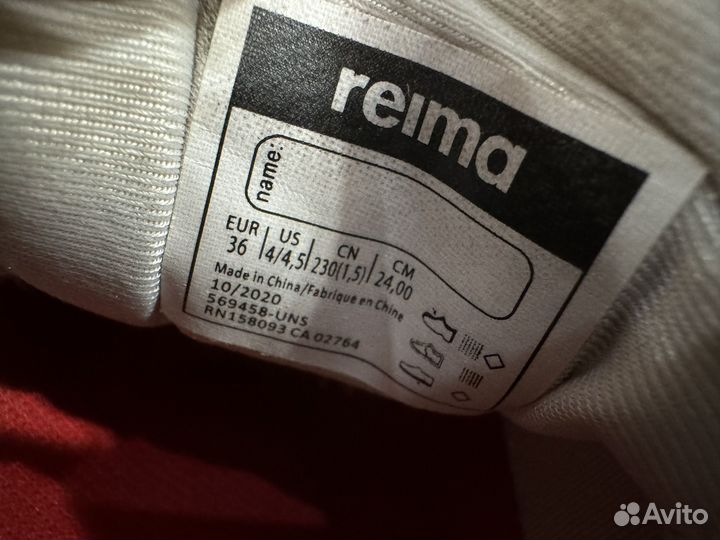 reima
name:
EUR US CN CM
36 4/4,5 230(1,5) 24,00
Made in China/Fabriqué en Chine
10/2020
569458-UNS
RN158093 CA 02764
Avito